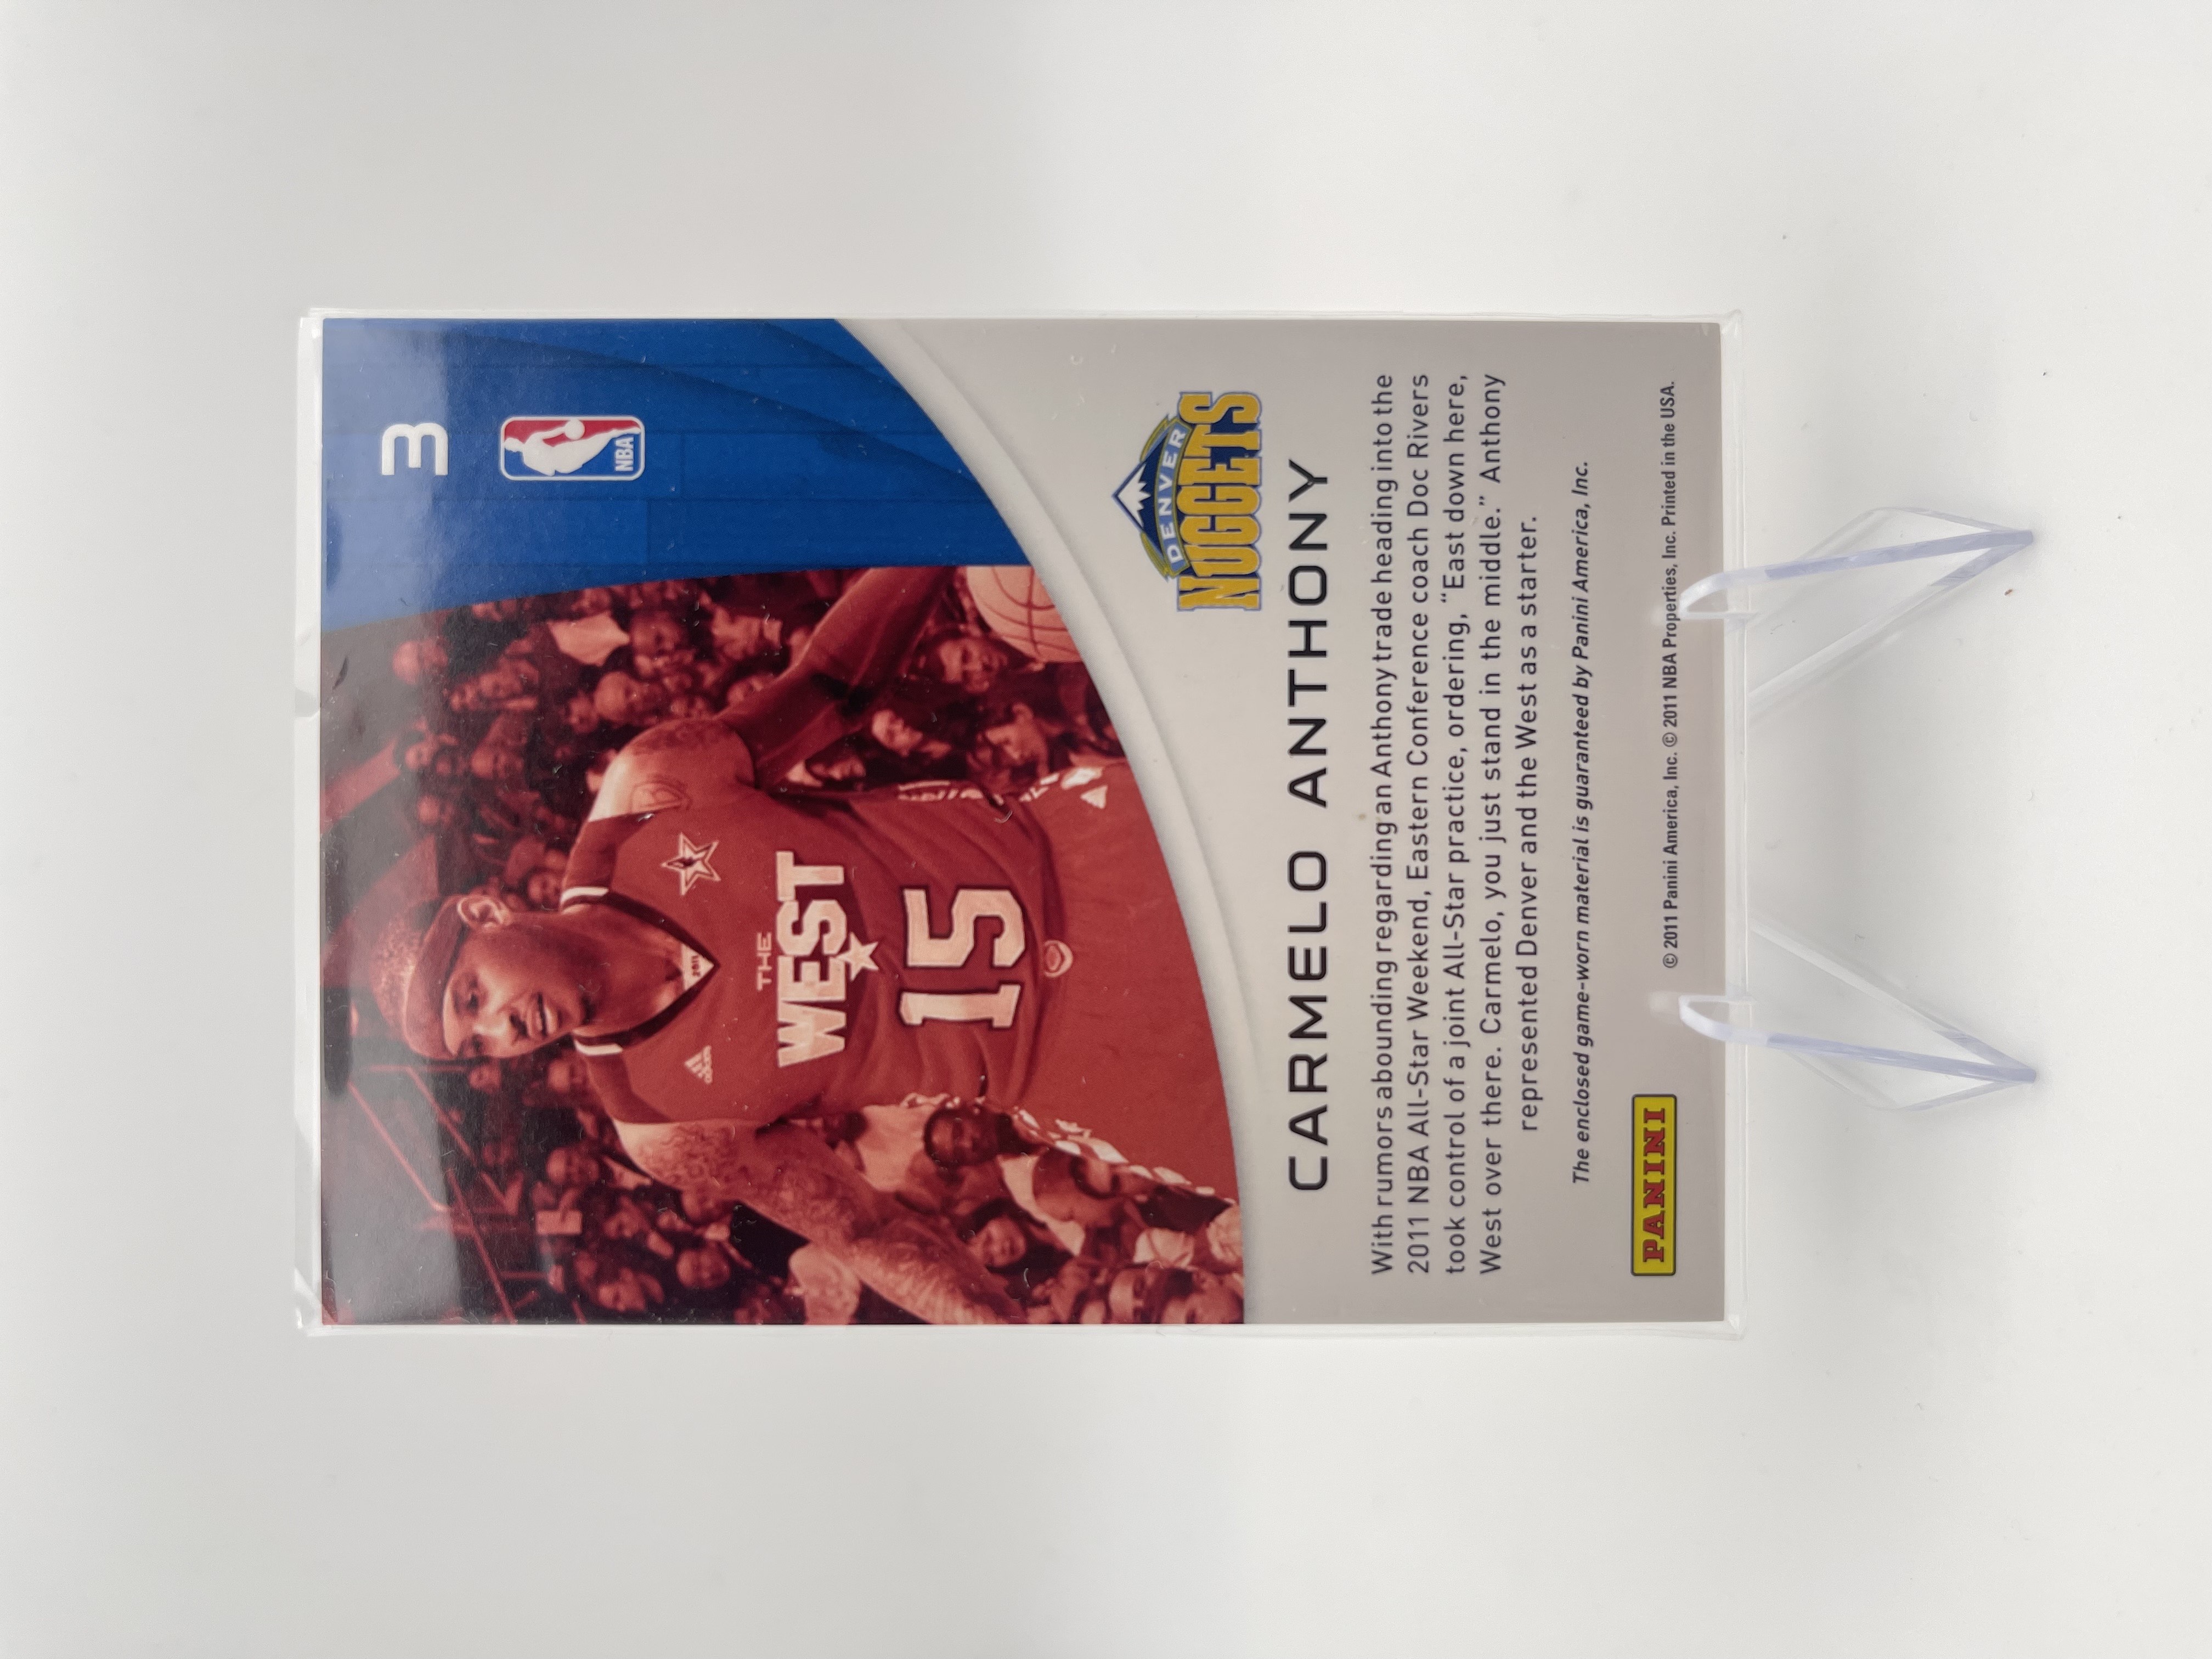 3
NBA
2011
adidas
THE
WEST
15
DENVER
NUGGETS
CARMELO ANTHONY
With rumors abounding regarding an Anthony trade heading into the
2011 NBA All-Star Weekend, Eastern Conference coach Doc Rivers
took control of a joint All-Star practice, ordering, “East down here,
West over there. Carmelo, you just stand in the middle.” Anthony
represented Denver and the West as a starter.
The enclosed game-worn material is guaranteed by Panini America, Inc.
PANINI
© 2011 Panini America, Inc. © 2011 NBA Properties, Inc. Printed in the USA.